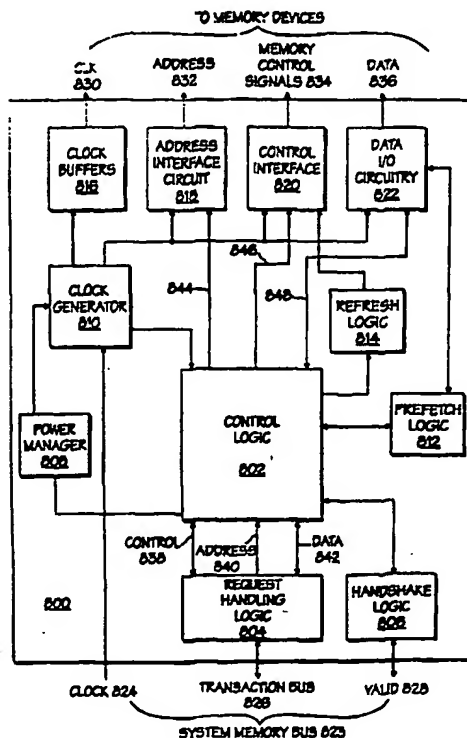 TO MEMORY DEVICES
CLK
830
ADDRESS
832
MEMORY
CONTROL
SIGNALS 834
DATA
836
CLOCK
BUFFERS
816
ADDRESS
INTERFACE
CIRCUIT
818
CONTROL
INTERFACE
820
DATA
I/O
CIRCUITRY
822
846
844
848
CLOCK
GENERATOR
810
REFRESH
LOGIC
814
POWER
MANAGER
808
CONTROL
LOGIC
802
PREFETCH
LOGIC
812
CONTROL
838
ADDRESS
840
DATA
842
800
REQUEST
HANDLING
LOGIC
804
HANDSHAKE
LOGIC
806
CLOCK 824
TRANSACTION BUS
826
VALID 828
SYSTEM MEMORY BUS 823